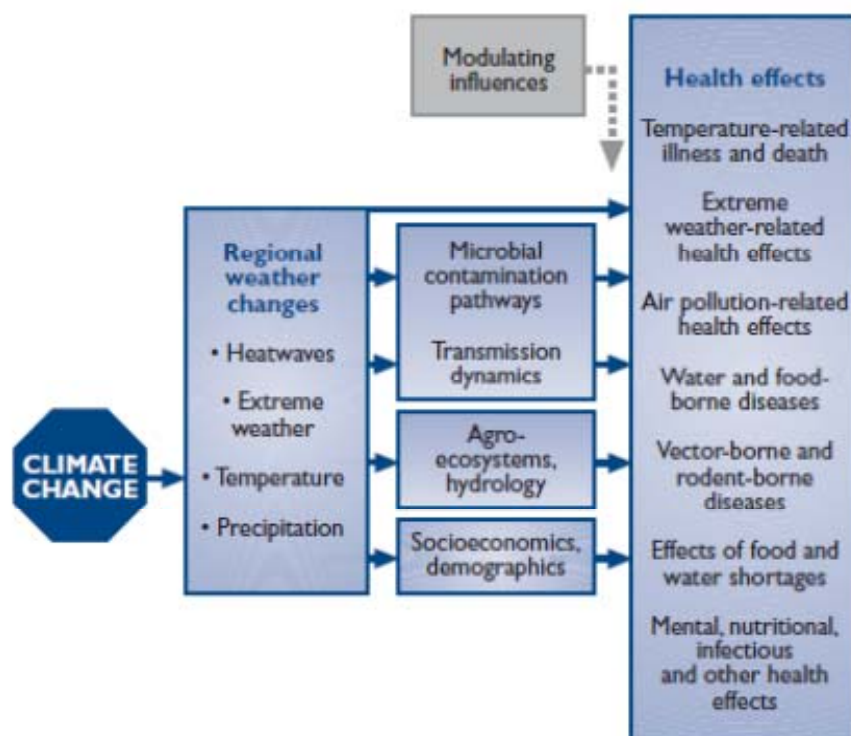 Modulating
influences
Health effects
Temperature-related
illness and death
Extreme
weather-related
health effects
Air pollution-related
health effects
Water and food-
borne diseases
Vector-borne and
rodent-borne
diseases
Effects of food and
water shortages
Mental, nutritional,
infectious
and other health
effects
Regional
weather
changes
• Heatwaves
• Extreme
weather
• Temperature
• Precipitation
Microbial
contamination
pathways
Transmission
dynamics
Agro-
ecosystems,
hydrology
Socioeconomics,
demographics
CLIMATE
CHANGE